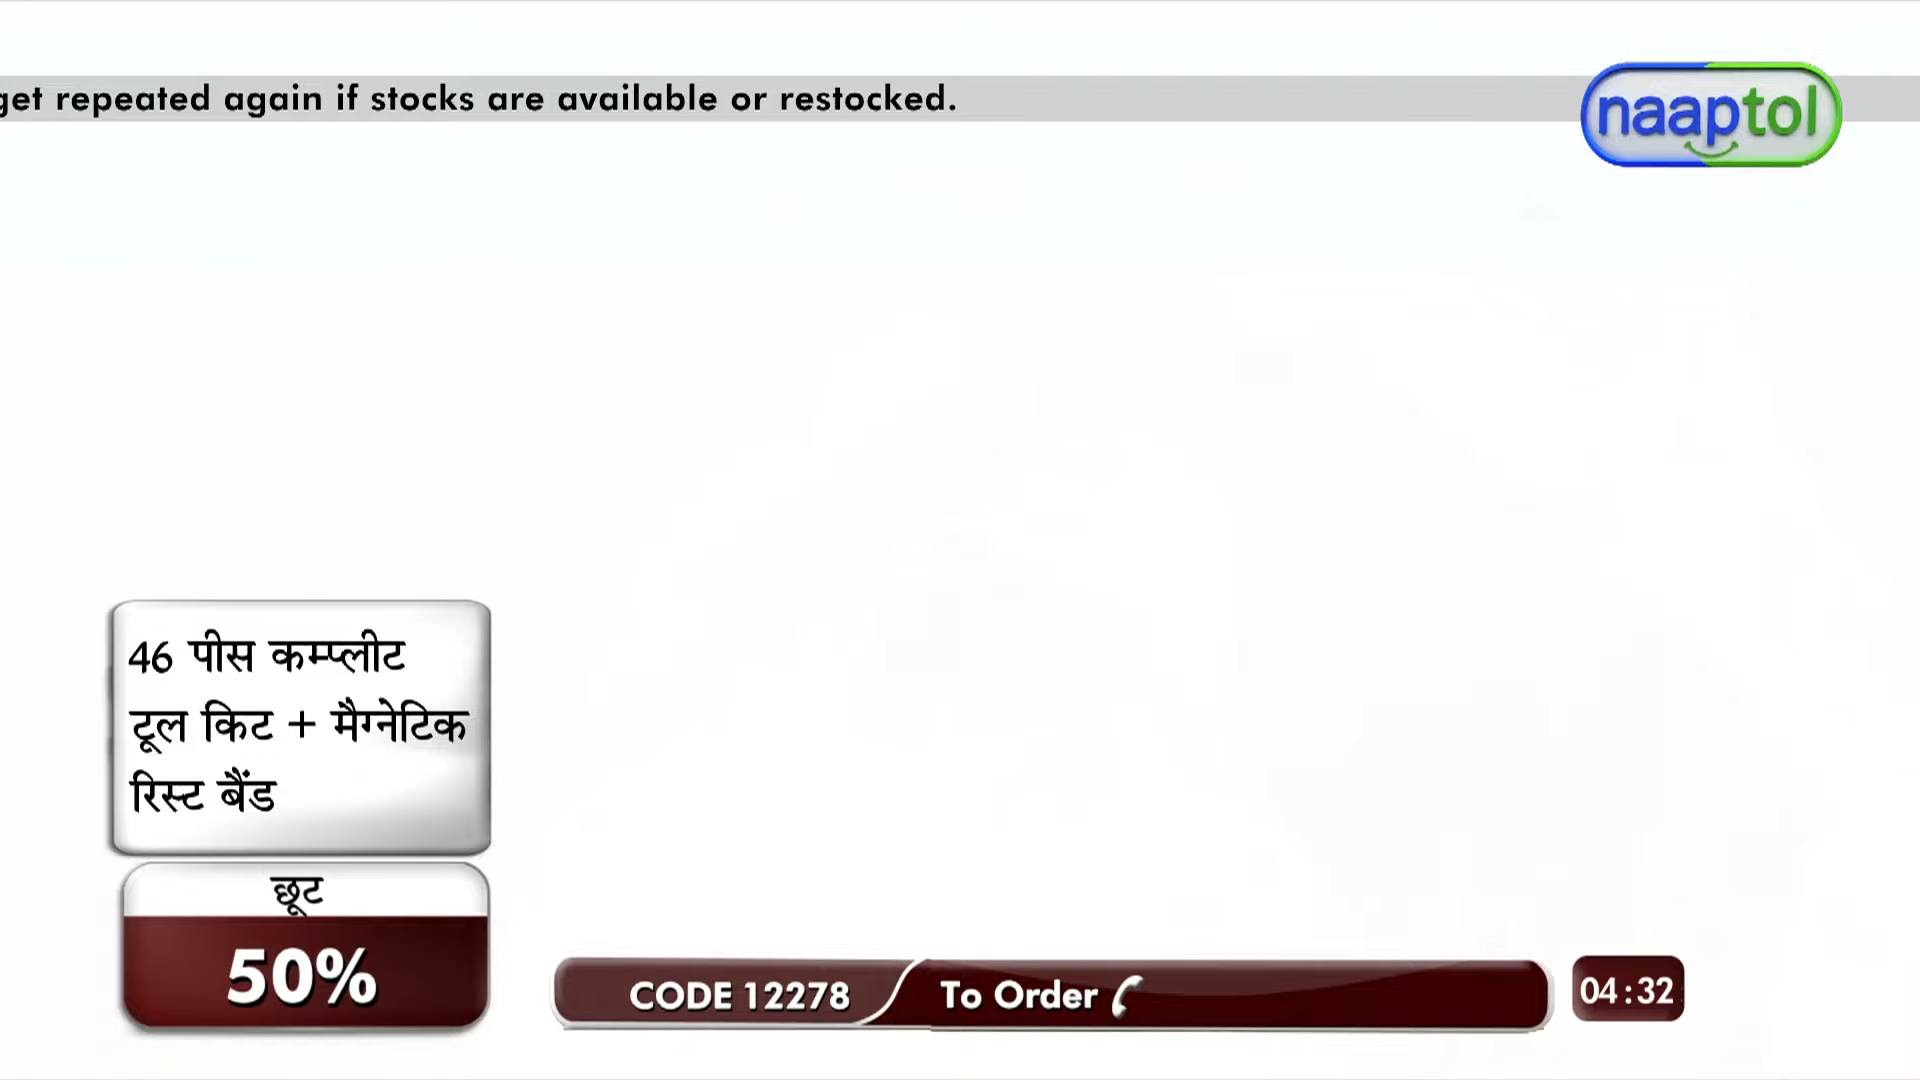 get repeated again if stocks are available or restocked.
naaptol
46 पीस कम्प्लीट
टूल किट + मैग्नेटिक
रिस्ट बैंड
छूट
50%
CODE 12278 To Order
04:32